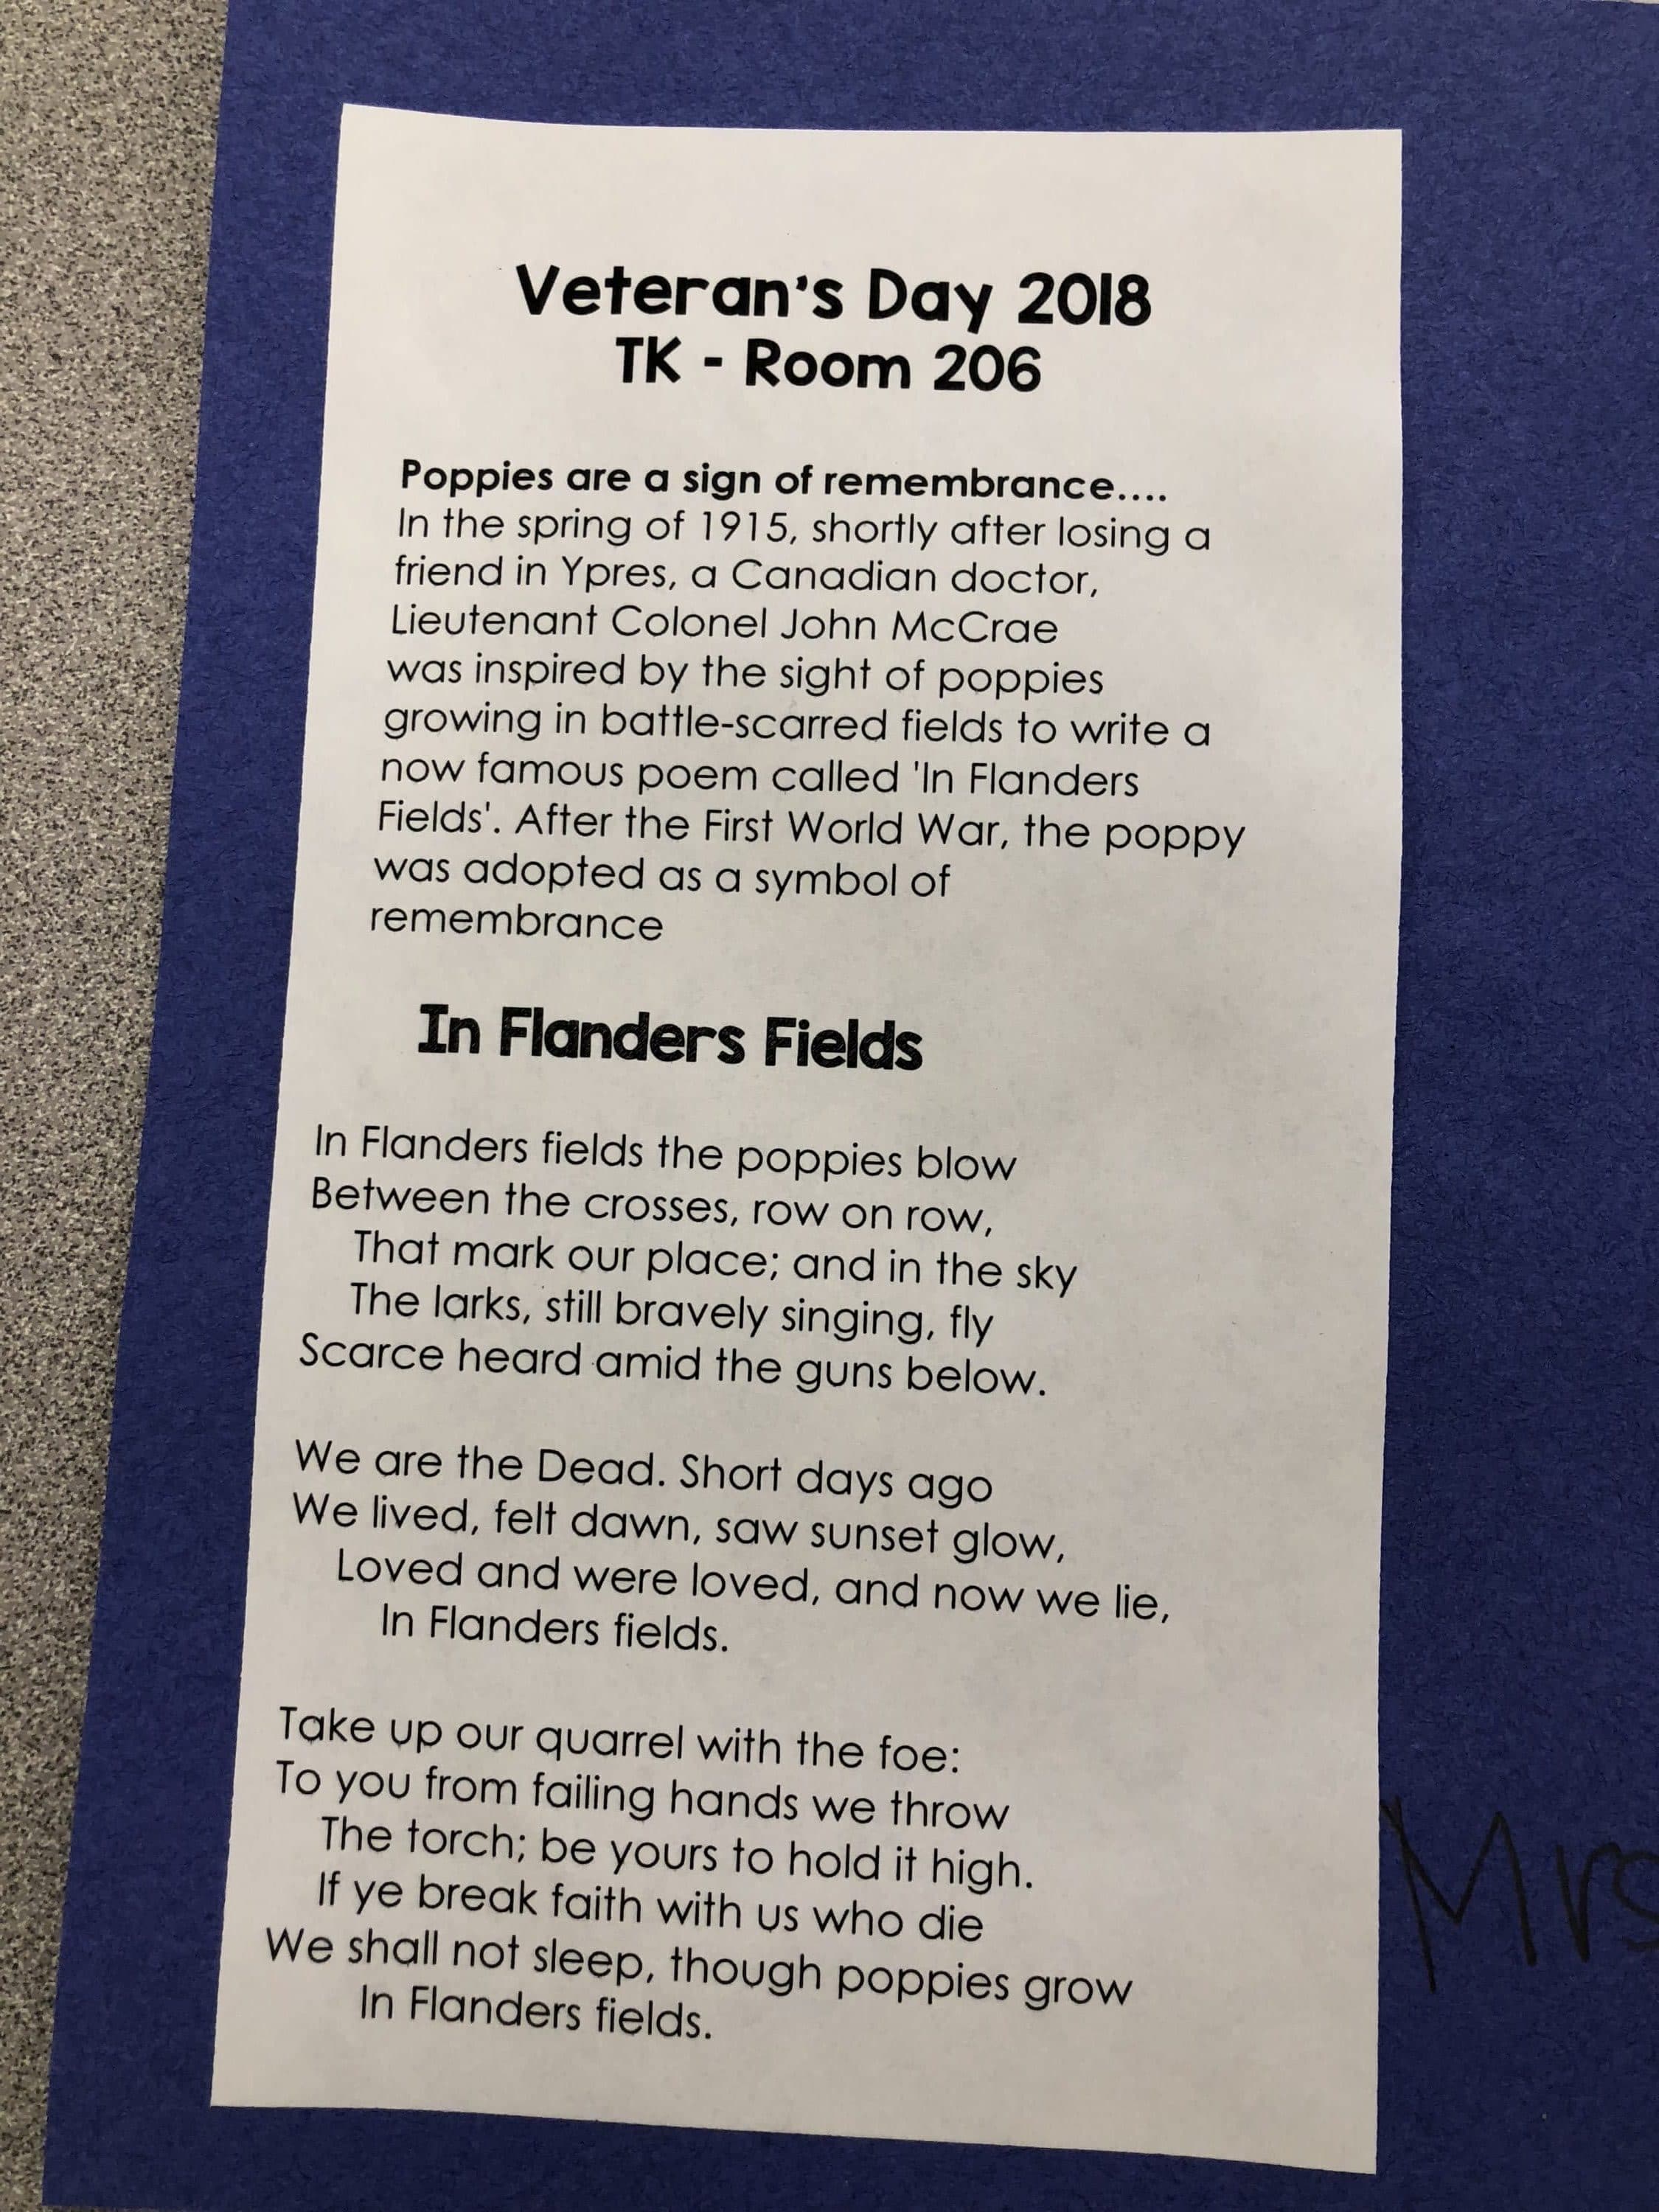 Veteran's Day 2018
TK - Room 206
Poppies are a sign of remembrance....
In the spring of 1915, shortly after losing a
friend in Ypres, a Canadian doctor,
Lieutenant Colonel John McCrae
was inspired by the sight of poppies
growing in battle-scarred fields to write a
now famous poem called 'In Flanders
Fields'. After the First World War, the poppy
was adopted as a symbol of
remembrance
In Flanders Fields
In Flanders fields the poppies blow
Between the crosses, row on row,
That mark our place; and in the sky
The larks, still bravely singing, fly
Scarce heard amid the guns below.
We are the Dead. Short days ago
We lived, felt dawn, saw sunset glow,
Loved and were loved, and now we lie,
In Flanders fields.
Take up our quarrel with the foe:
To you from failing hands we throw
The torch; be yours to hold it high.
If ye break faith with us who die
We shall not sleep, though poppies grow
In Flanders fields.
Mrs